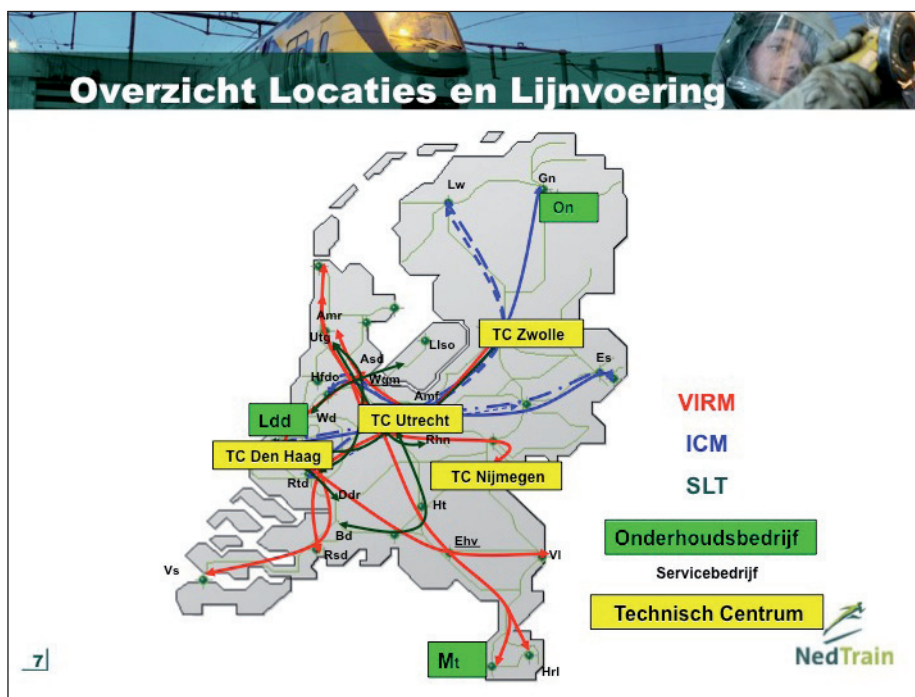 Overzicht Locaties en Lijnvoering
Lw
Gn
On
Amr
Utg
TC Zwolle
Asd
Llso
Es
Hfdo
Wgm
Amf
Ldd
Wd
TC Utrecht
VIRM
Rhn
ICM
TC Den Haag
TC Nijmegen
SLT
Rtd
Ddr
Ht
Bd
Ehv
Onderhoudsbedrijf
Rsd
Vl
Vs
Servicebedrijf
Technisch Centrum
7
Mt
Hrl
NedTrain